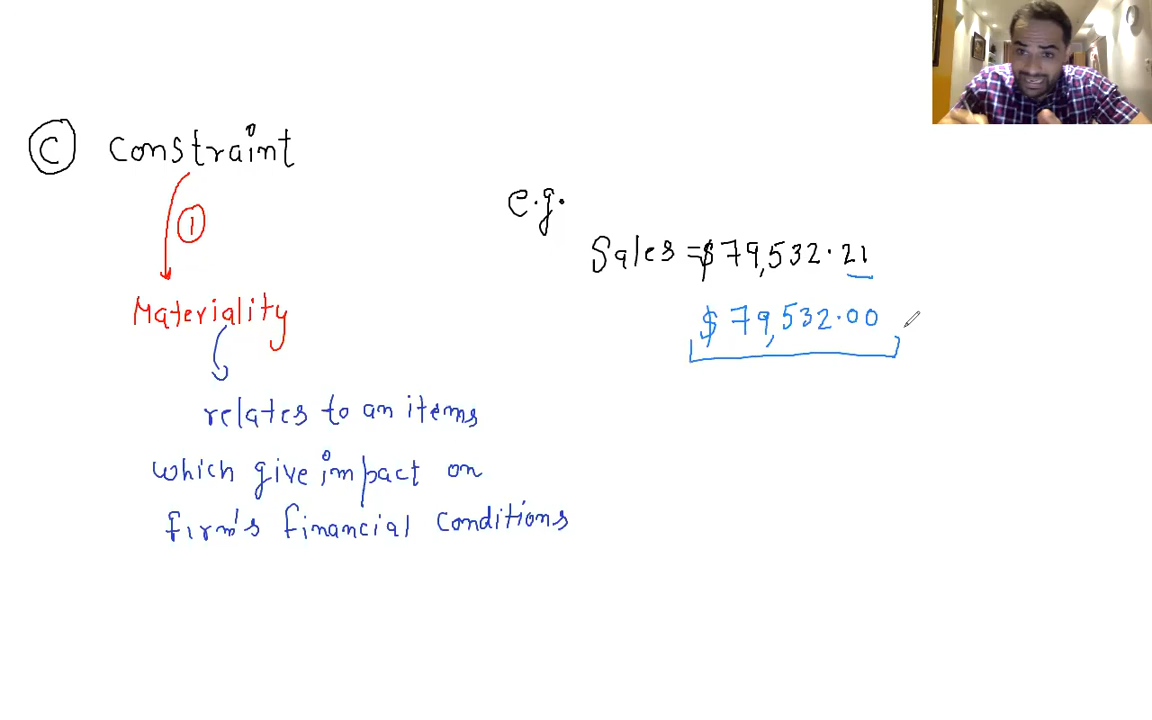 C constraint
1
Materiality
relates to an items
which give impact on
firm's financial conditions
e.g.
Sales = $79,532.21
$79,532.00